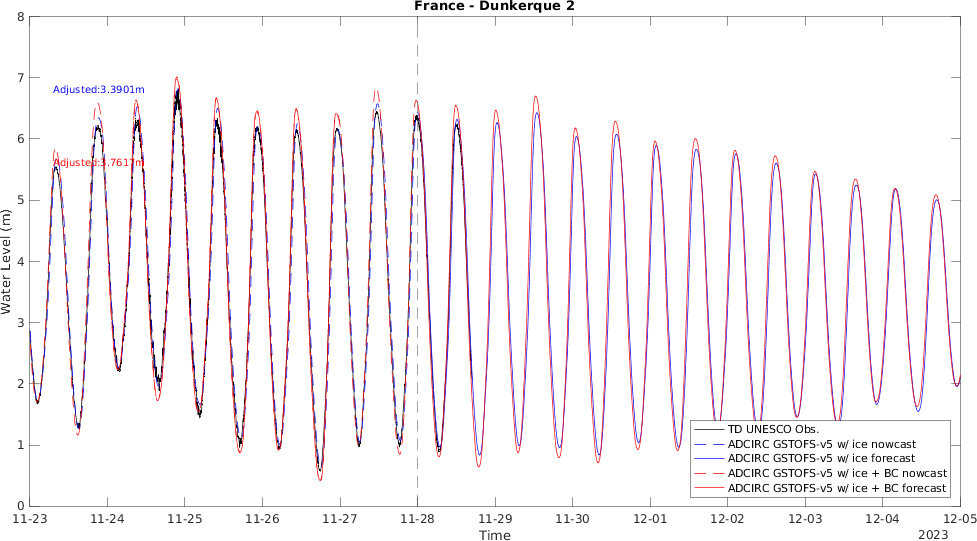 France - Dunkerque 2
8
7
6
5
4
3
2
1
0
Water Level (m)
Adjusted:3.3901m
Adjusted:3.7617m
TD UNESCO Obs.
ADCIRC GSTOFS-v5 w/ ice nowcast
ADCIRC GSTOFS-v5 w/ ice forecast
ADCIRC GSTOFS-v5 w/ ice + BC nowcast
ADCIRC GSTOFS-v5 w/ ice + BC forecast
11-23 11-24 11-25 11-26 11-27 11-28 11-29 11-30 12-01 12-02 12-03 12-04 12-05
Time
2023